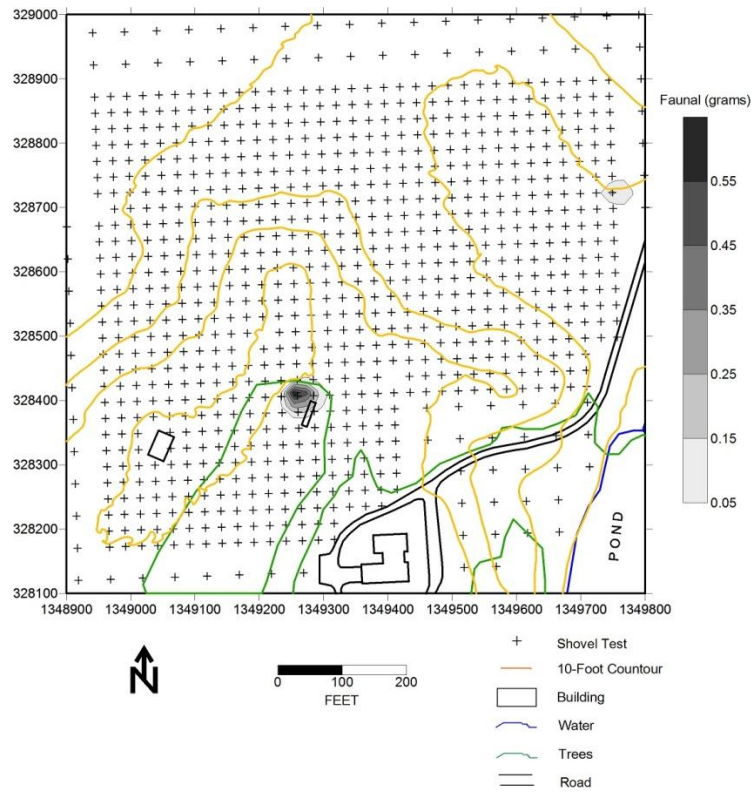 329000
328900
328800
328700
328600
328500
328400
328300
328200
328100
1348900 1349000 1349100 1349200 1349300 1349400 1349500 1349600 1349700 1349800
POND
Faunal (grams)
0.55
0.45
0.35
0.25
0.15
0.05
N
0 100 200
FEET
Shovel Test
10-Foot Countour
Building
Water
Trees
Road